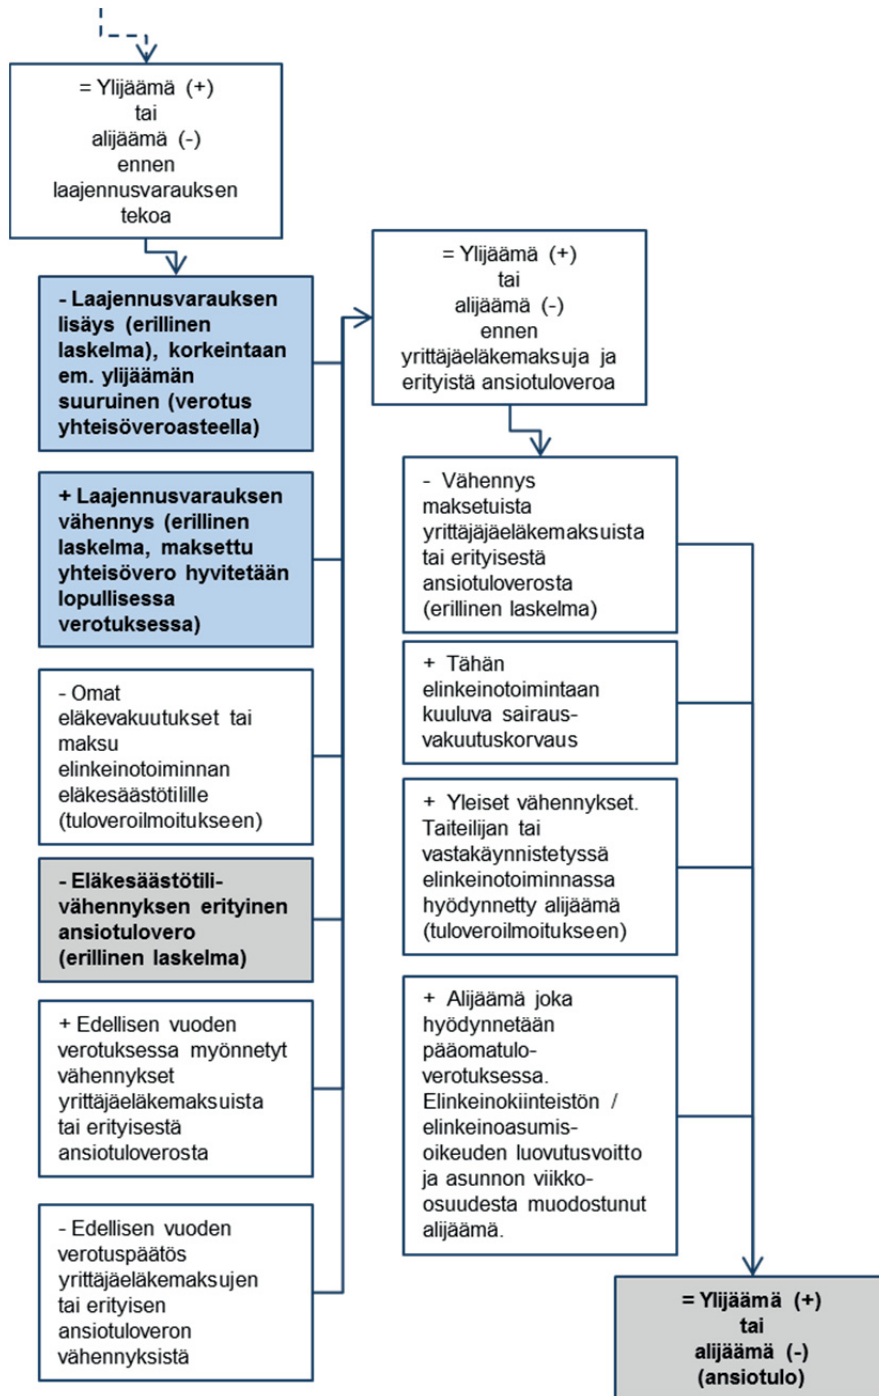 = Ylijäämä (+)
tai
alijäämä (-)
ennen
laajennusvarauksen
tekoa
- Laajennusvarauksen
lisäys (erillinen
laskelma), korkeintaan
em. ylijäämän
suuruinen (verotus
yhteisöveroasteella)
+ Laajennusvarauksen
vähennys (erillinen
laskelma, maksettu
yhteisövero hyvitetään
lopullisessa
verotuksessa)
- Omat
eläkevakuutukset tai
maksu
elinkeinotoiminnan
eläkesäästötilille
(tuloveroilmoitukseen)
- Eläkesäästötili-
vähennyksen erityinen
ansiotulovero
(erillinen laskelma)
+ Edellisen vuoden
verotuksessa myönnetyt
vähennykset
yrittäjäeläkemaksuista
tai erityisestä
ansiotuloverosta
- Edellisen vuoden
verotuspäätös
yrittäjäeläkemaksujen
tai erityisen
ansiotuloveron
vähennyksistä
= Ylijäämä (+)
tai
alijäämä (-)
ennen
yrittäjäeläkemaksuja ja
erityistä ansiotuloveroa
- Vähennys
maksetuista
yrittäjäjäeläkemaksuista
tai erityisestä
ansiotuloverosta
(erillinen laskelma)
+ Tähän
elinkeinotoimintaan
kuuluva sairaus-
vakuutuskorvaus
+ Yleiset vähennykset.
Taiteilijan tai
vastakäynnistetyssä
elinkeinotoiminnassa
hyödynnetty alijäämä
(tuloveroilmoitukseen)
+ Alijäämä joka
hyödynnetään
pääomatulo-
verotuksessa.
Elinkeinokiinteistön /
elinkeinoasumis-
oikeuden luovutusvoitto
ja asunnon viikko-
osuudesta muodostunut
alijäämä.
= Ylijäämä (+)
tai
alijäämä (-)
(ansiotulo)